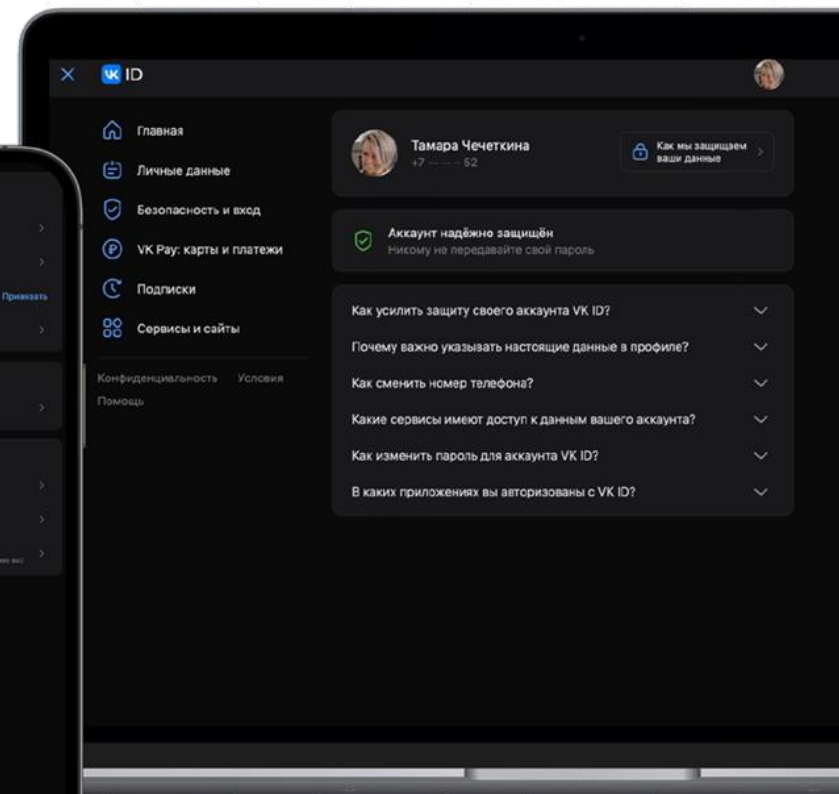 VK ID
Главная
Личные данные
Безопасность и вход
VK Pay: карты и платежи
Подписки
Сервисы и сайты
Конфиденциальность Условия
Помощь
Тамара Чечеткина
+7 ··· ··· – 52
Как мы защищаем
ваши данные
Аккаунт надёжно защищён
Никому не передавайте свой пароль
Как усилить защиту своего аккаунта VK ID?
Почему важно указывать настоящие данные в профиле?
Как сменить номер телефона?
Какие сервисы имеют доступ к данным вашего аккаунта?
Как изменить пароль для аккаунта VK ID?
В каких приложениях вы авторизованы с VK ID?
Привязать